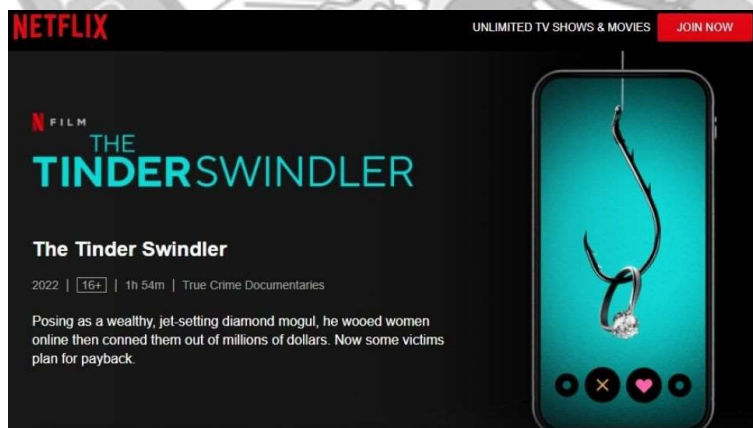 NETFLIX
UNLIMITED TV SHOWS & MOVIES
JOIN NOW
N FILM
THE
TINDER SWINDLER
The Tinder Swindler
2022 | 16+ | 1h 54m | True Crime Documentaries
Posing as a wealthy, jet-setting diamond mogul, he wooed women
online then conned them out of millions of dollars. Now some victims
plan for payback.